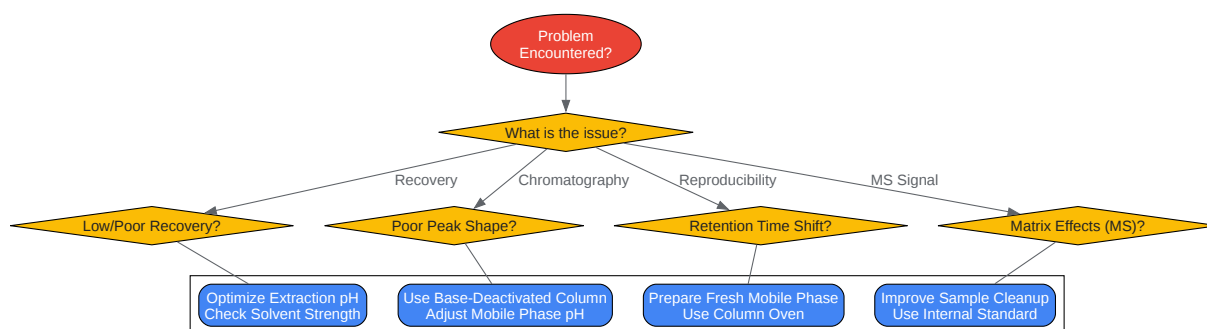 Problem
Encountered?
What is the issue?
Recovery
Chromatography
Reproducibility
MS Signal
Low/Poor Recovery?
Poor Peak Shape?
Retention Time Shift?
Matrix Effects (MS)?
Optimize Extraction pH
Check Solvent Strength
Use Base-Deactivated Column
Adjust Mobile Phase pH
Prepare Fresh Mobile Phase
Use Column Oven
Improve Sample Cleanup
Use Internal Standard